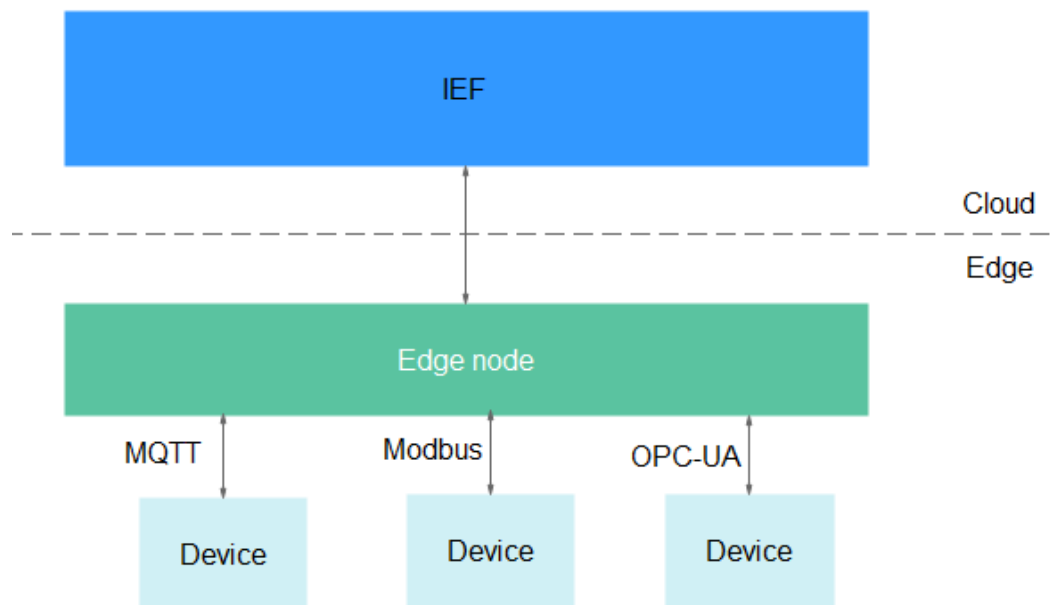 IEF
Cloud
Edge
Edge node
MQTT
Modbus
OPC-UA
Device
Device
Device